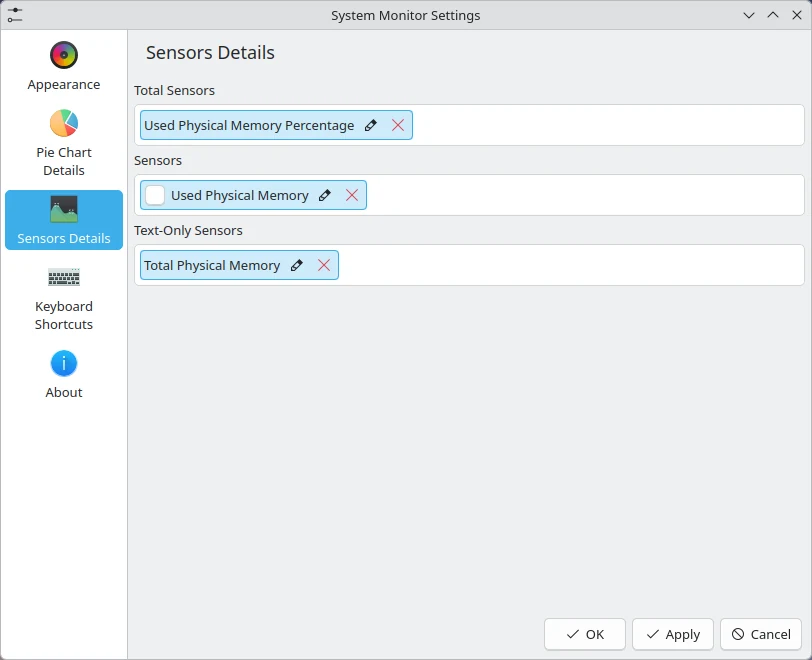 System Monitor Settings
Appearance
Pie Chart
Details
Sensors Details
Keyboard
Shortcuts
About
Sensors Details
Total Sensors
Used Physical Memory Percentage
Sensors
Used Physical Memory
Text-Only Sensors
Total Physical Memory
OK
Apply
Cancel